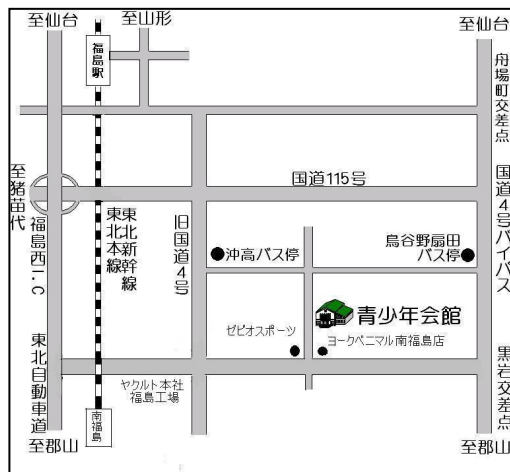 至仙台
至山形
至仙台
福島駅
舟場町交差点
至猪苗代
国道115号
国道4号バイパス
福島西I.C
東北本線
東北新幹線
旧国道4号
沖高バス停
鳥谷野扇田
バス停
青少年会館
ゼビオスポーツ
ヨークベニマル南福島店
東北自動車道
黒岩交差点
ヤクルト本社
福島工場
南福島
至郡山
至郡山